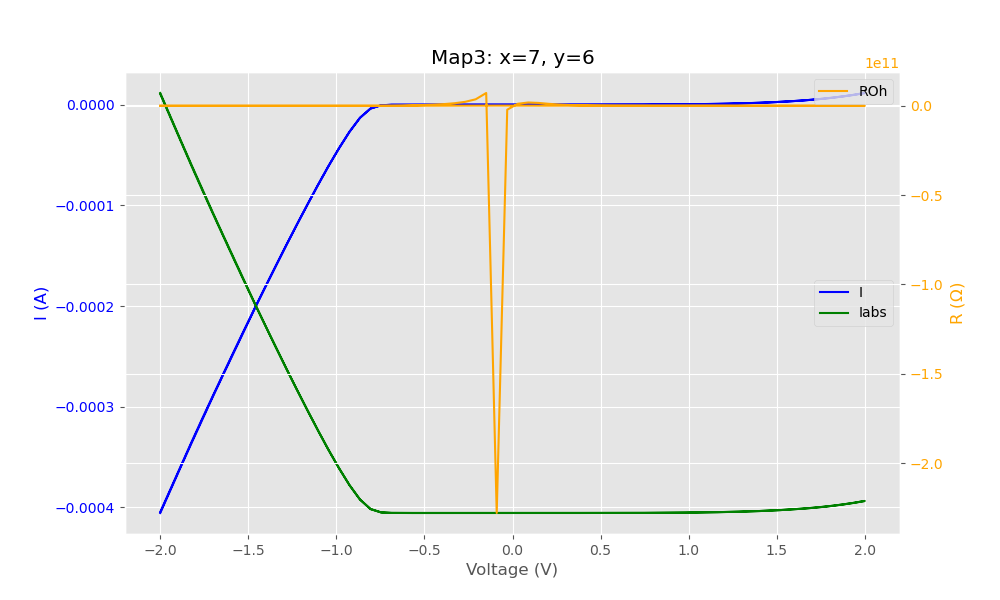 Map3: x=7, y=6
1e11
0.0000
−0.0001
−0.0002
−0.0003
−0.0004
I (A)
ROh
I
Iabs
0.0
−0.5
−1.0
−1.5
−2.0
R (Ω)
−2.0 −1.5 −1.0 −0.5 0.0 0.5 1.0 1.5 2.0
Voltage (V)